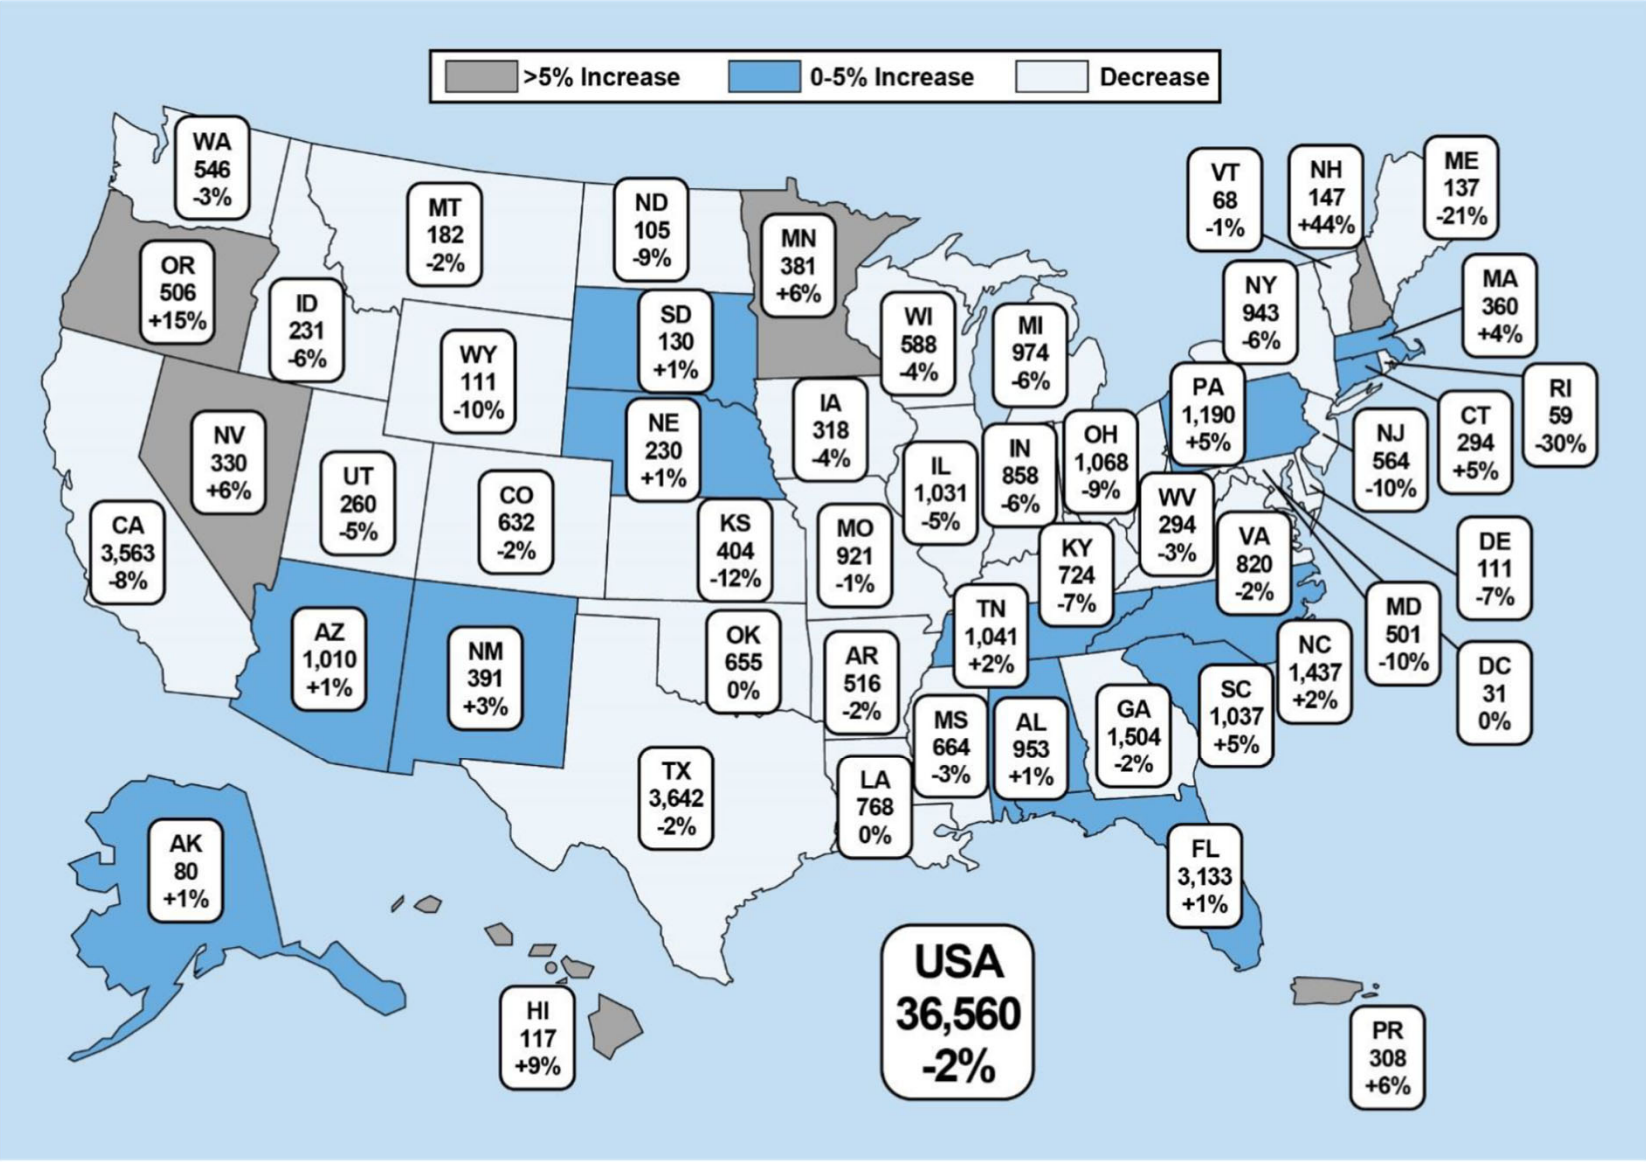 >5% Increase
0-5% Increase
Decrease
WA
546
-3%
MT
182
-2%
ND
105
-9%
MN
381
+6%
VT
68
-1%
NH
147
+44%
ME
137
-21%
OR
506
+15%
ID
231
-6%
WY
111
-10%
SD
130
+1%
WI
588
-4%
MI
974
-6%
NY
943
-6%
MA
360
+4%
RI
59
-30%
CT
294
+5%
NJ
564
-10%
PA
1,190
+5%
NE
230
+1%
IA
318
-4%
NV
330
+6%
UT
260
-5%
CO
632
-2%
CA
3,563
-8%
KS
404
-12%
MO
921
-1%
IL
1,031
-5%
IN
858
-6%
OH
1,068
-9%
WV
294
-3%
VA
820
-2%
KY
724
-7%
DE
111
-7%
MD
501
-10%
DC
31
0%
TN
1,041
+2%
NC
1,437
+2%
SC
1,037
+5%
AZ
1,010
+1%
NM
391
+3%
OK
655
0%
AR
516
-2%
MS
664
-3%
AL
953
+1%
GA
1,504
-2%
TX
3,642
-2%
LA
768
0%
FL
3,133
+1%
AK
80
+1%
HI
117
+9%
USA
36,560
-2%
PR
308
+6%